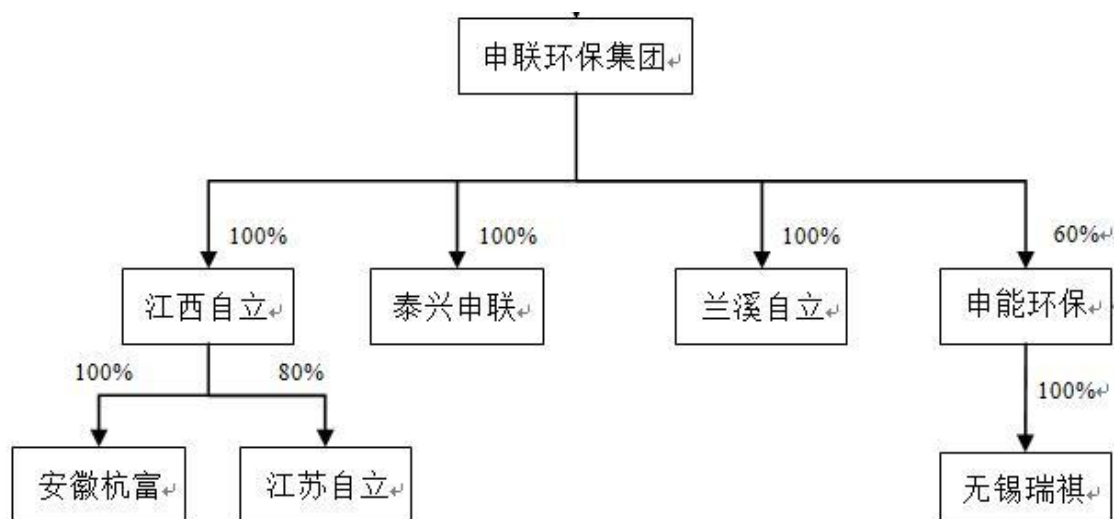 申联环保集团
100%
100%
100%
60%
江西自立
泰兴申联
兰溪自立
申能环保
100%
80%
100%
安徽杭富
江苏自立
无锡瑞祺